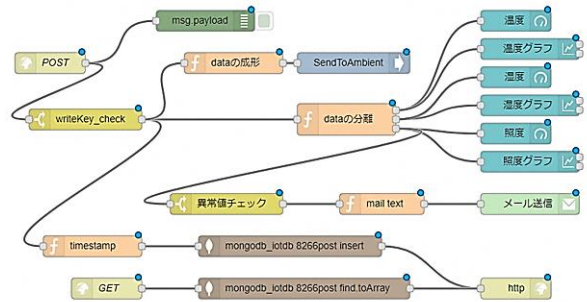 msg.payload
温度
POST
dataの成形
SendToAmbient
温度グラフ
湿度
writeKey_check
dataの分離
湿度グラフ
照度
照度グラフ
異常値チェック
mail text
メール送信
timestamp
mongodb_iotdb 8266post insert
GET
mongodb_iotdb 8266post find.toArray
http